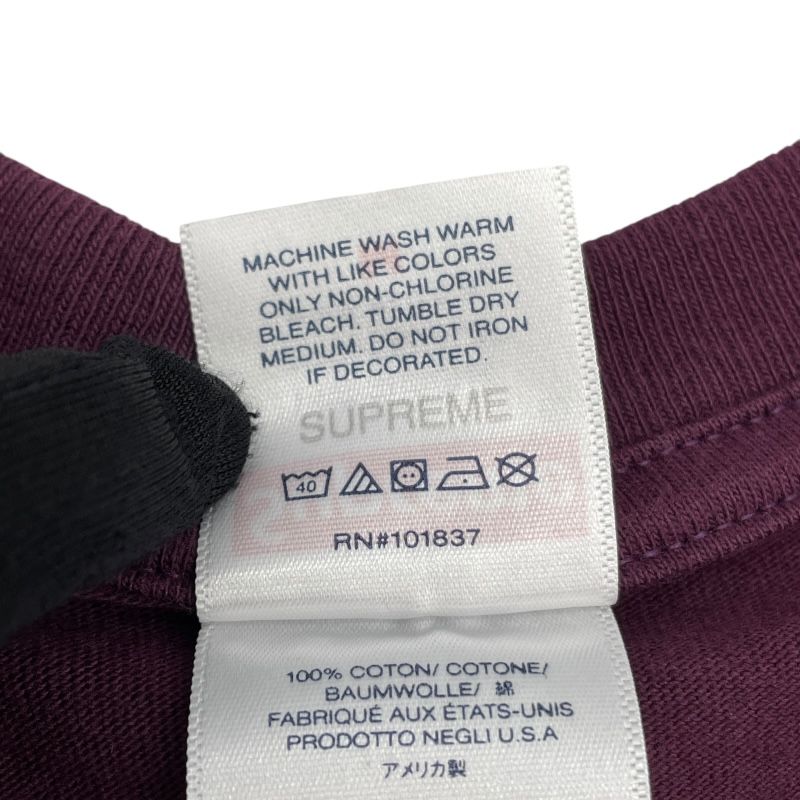 MACHINE WASH WARM
WITH LIKE COLORS
ONLY NON-CHLORINE
BLEACH. TUMBLE DRY
MEDIUM. DO NOT IRON
IF DECORATED.
SUPREME
40
RN#101837
100% COTON/ COTONE/
BAUMWOLLE/ 綿
FABRIQUÉ AUX ÉTATS-UNIS
PRODOTTO NEGLI U.S.A
アメリカ製